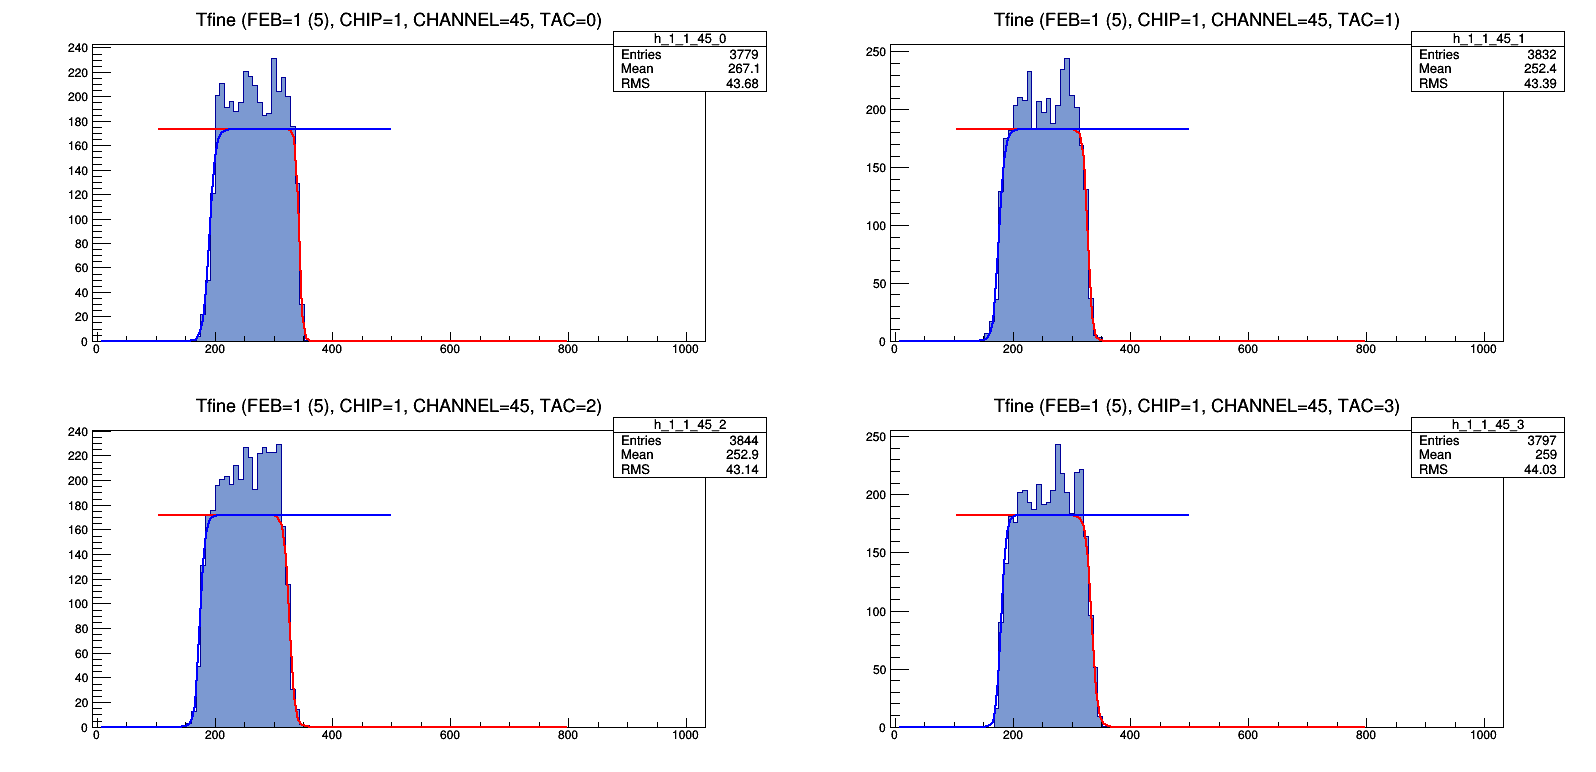 Tfine (FEB=1 (5), CHIP=1, CHANNEL=45, TAC=0)
h_1_1_45_0
Entries 3779
Mean 267.1
RMS 43.68
240
220
200
180
160
140
120
100
80
60
40
20
0
0 200 400 600 800 1000
Tfine (FEB=1 (5), CHIP=1, CHANNEL=45, TAC=1)
h_1_1_45_1
Entries 3832
Mean 252.4
RMS 43.39
250
200
150
100
50
0
0 200 400 600 800 1000
Tfine (FEB=1 (5), CHIP=1, CHANNEL=45, TAC=2)
h_1_1_45_2
Entries 3844
Mean 252.9
RMS 43.14
240
220
200
180
160
140
120
100
80
60
40
20
0
0 200 400 600 800 1000
Tfine (FEB=1 (5), CHIP=1, CHANNEL=45, TAC=3)
h_1_1_45_3
Entries 3797
Mean 259
RMS 44.03
250
200
150
100
50
0
0 200 400 600 800 1000